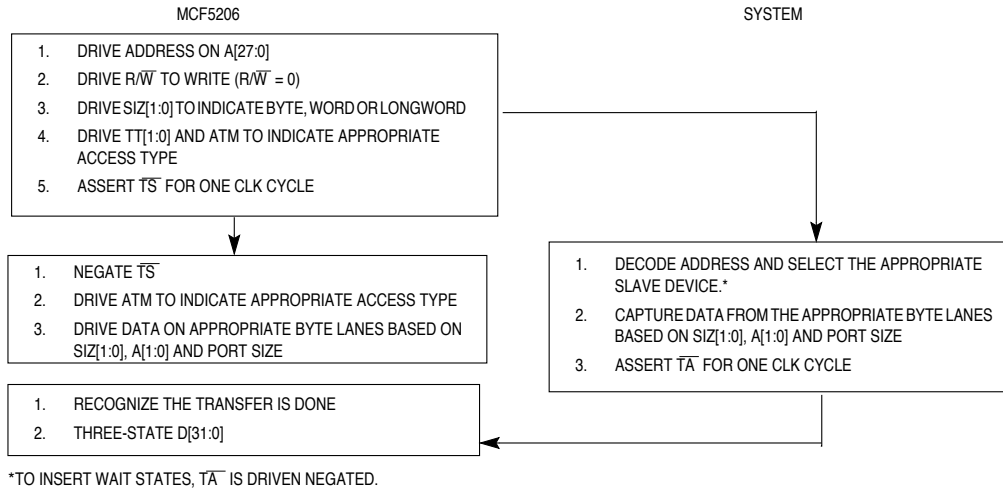 MCF5206
SYSTEM
1. DRIVE ADDRESS ON A[27:0]
2. DRIVE R/W̅ TO WRITE (R/W̅ = 0)
3. DRIVE SIZ[1:0] TO INDICATE BYTE, WORD OR LONGWORD
4. DRIVE TT[1:0] AND ATM TO INDICATE APPROPRIATE
ACCESS TYPE
5. ASSERT T̅S̅ FOR ONE CLK CYCLE
1. NEGATE T̅S̅
2. DRIVE ATM TO INDICATE APPROPRIATE ACCESS TYPE
3. DRIVE DATA ON APPROPRIATE BYTE LANES BASED ON
SIZ[1:0], A[1:0] AND PORT SIZE
1. DECODE ADDRESS AND SELECT THE APPROPRIATE
SLAVE DEVICE.*
2. CAPTURE DATA FROM THE APPROPRIATE BYTE LANES
BASED ON SIZ[1:0], A[1:0] AND PORT SIZE
3. ASSERT T̅A̅ FOR ONE CLK CYCLE
1. RECOGNIZE THE TRANSFER IS DONE
2. THREE-STATE D[31:0]
*TO INSERT WAIT STATES, T̅A̅ IS DRIVEN NEGATED.